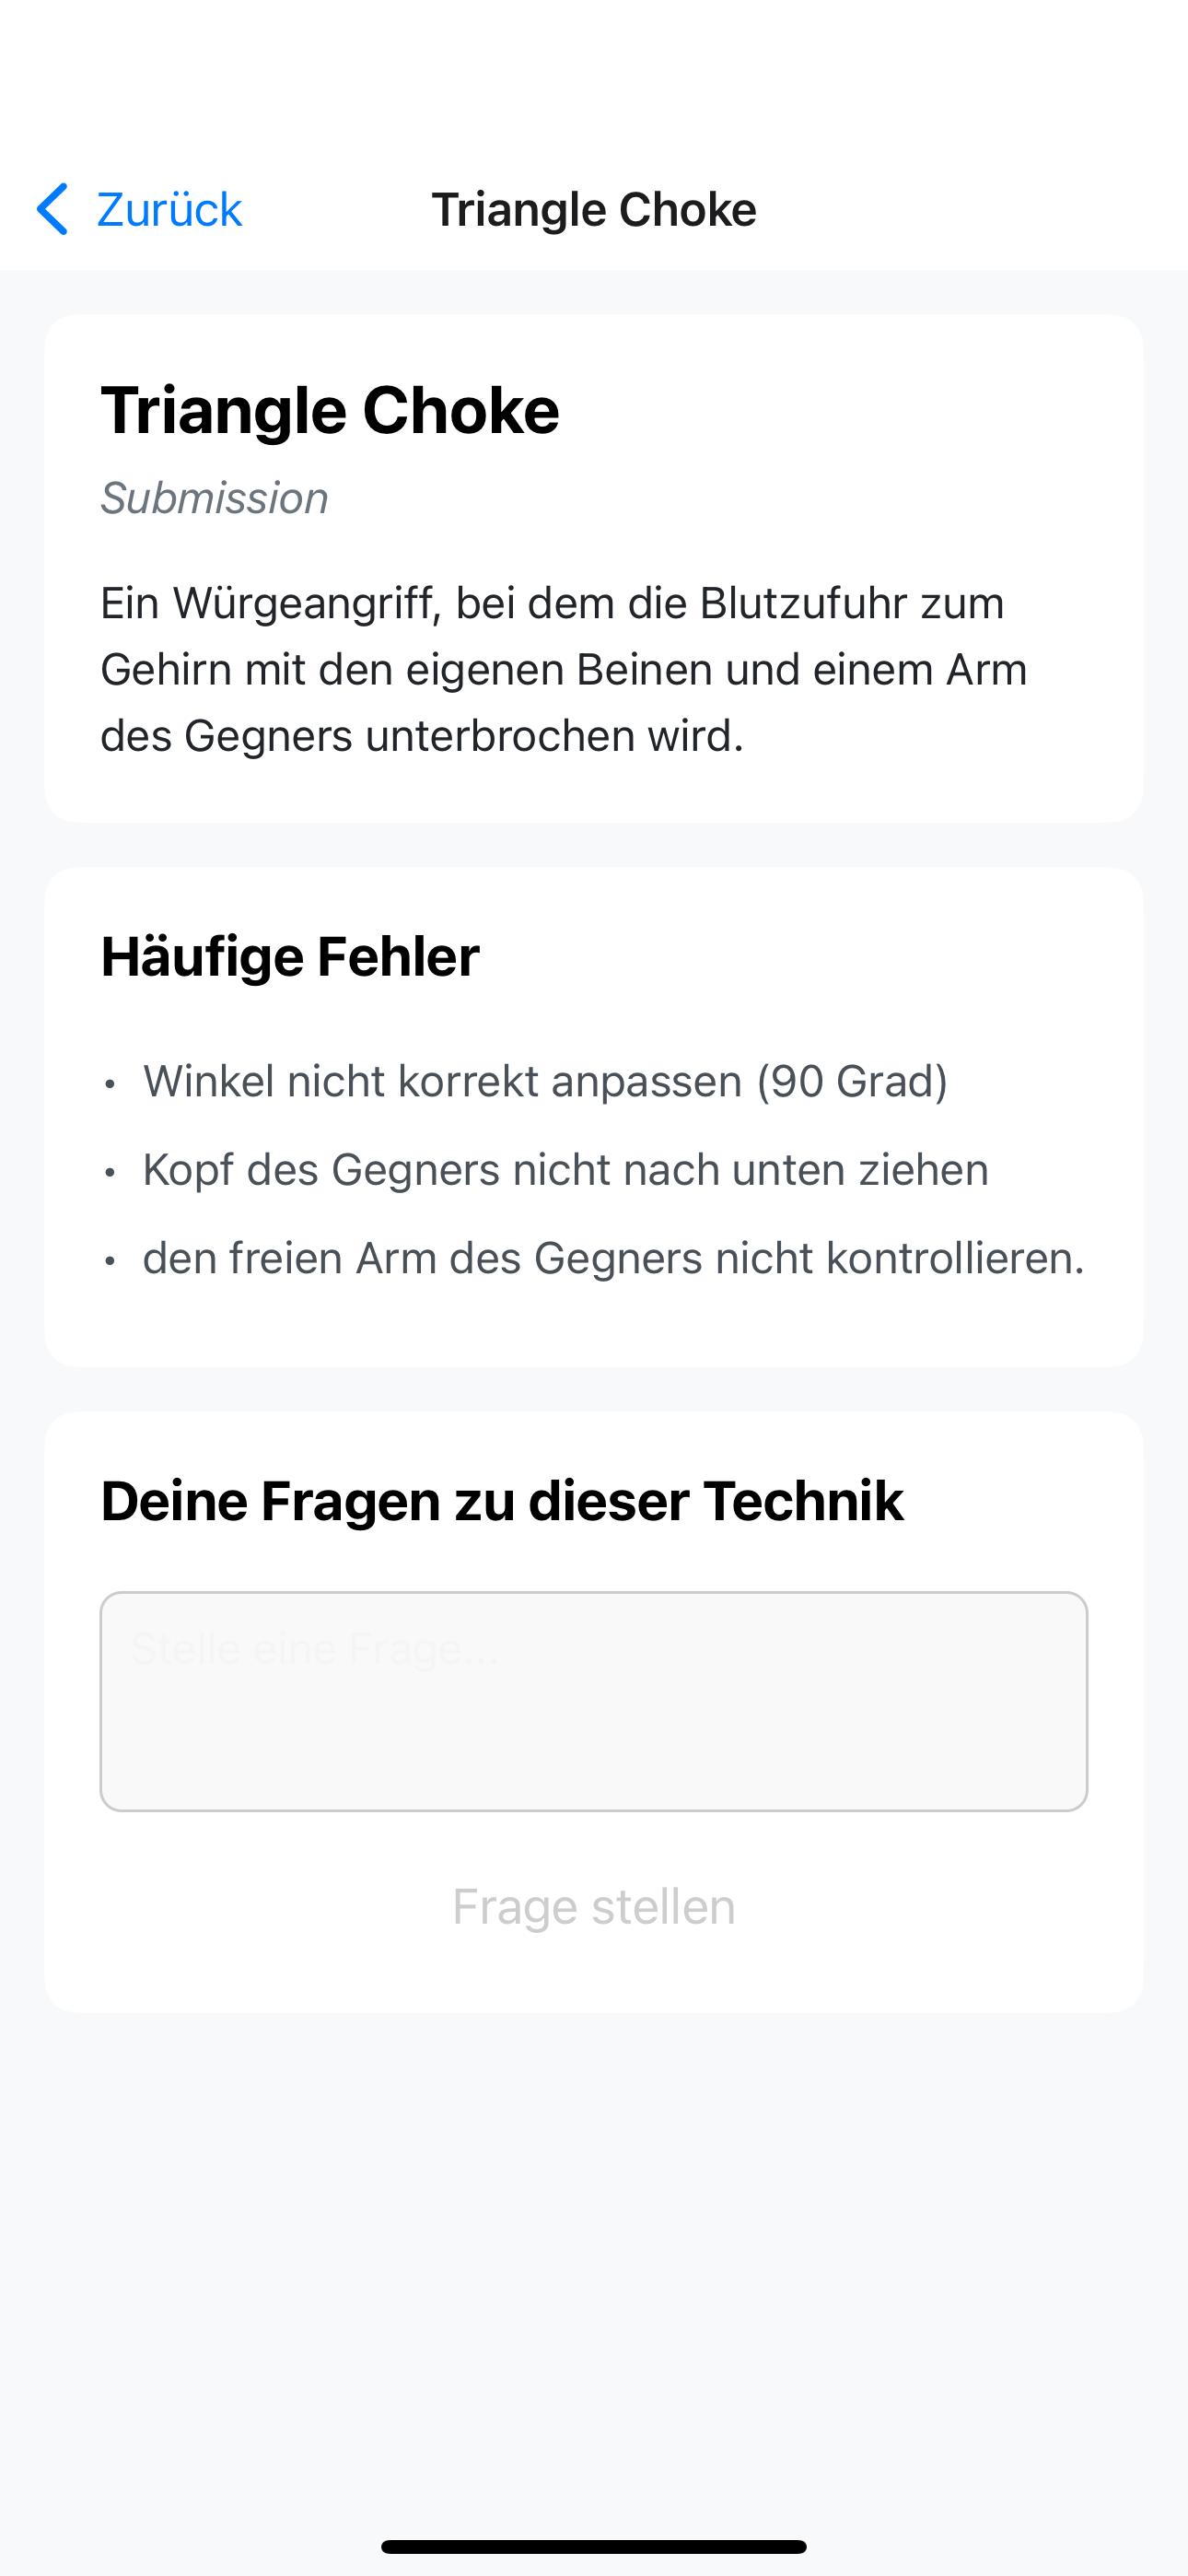 Zurück
Triangle Choke
Triangle Choke
Submission
Ein Würgeangriff, bei dem die Blutzufuhr zum
Gehirn mit den eigenen Beinen und einem Arm
des Gegners unterbrochen wird.
Häufige Fehler
• Winkel nicht korrekt anpassen (90 Grad)
• Kopf des Gegners nicht nach unten ziehen
• den freien Arm des Gegners nicht kontrollieren.
Deine Fragen zu dieser Technik
Stelle eine Frage...
Frage stellen